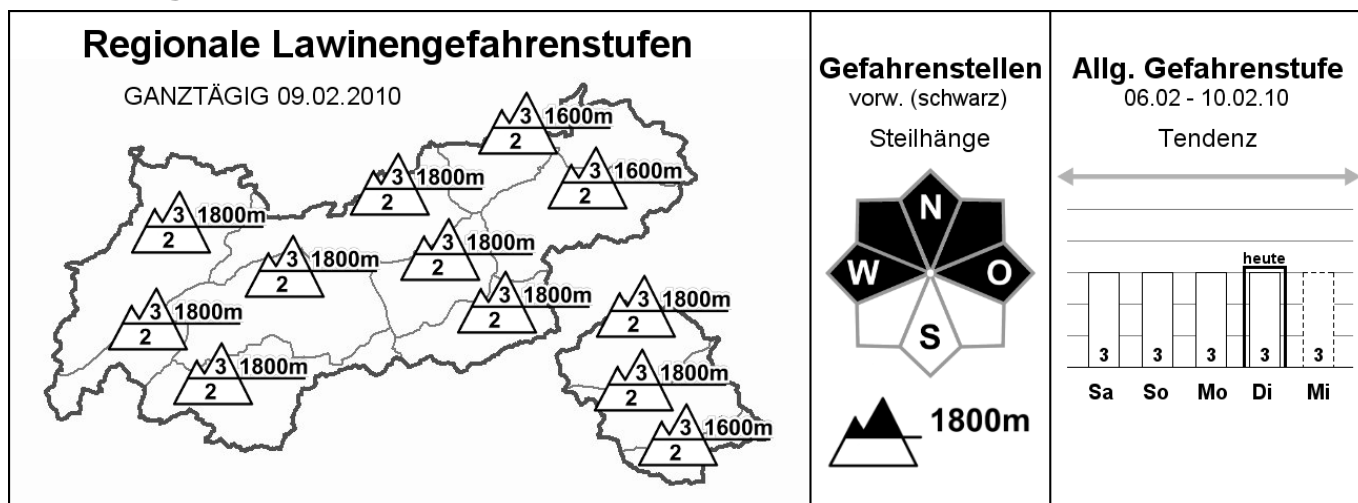 Regionale Lawinengefahrenstufen
GANZTÄGIG 09.02.2010
3 1600m
2
3 1600m
2
3 1800m
2
3 1800m
2
3 1800m
2
3 1800m
2
3 1800m
2
3 1800m
2
3 1800m
2
3 1800m
2
3 1800m
2
3 1600m
2
Gefahrenstellen
vorw. (schwarz)
Steilhänge
N
W O
S
1800m
Allg. Gefahrenstufe
06.02 - 10.02.10
Tendenz
heute
3 3 3 3 3
Sa So Mo Di Mi